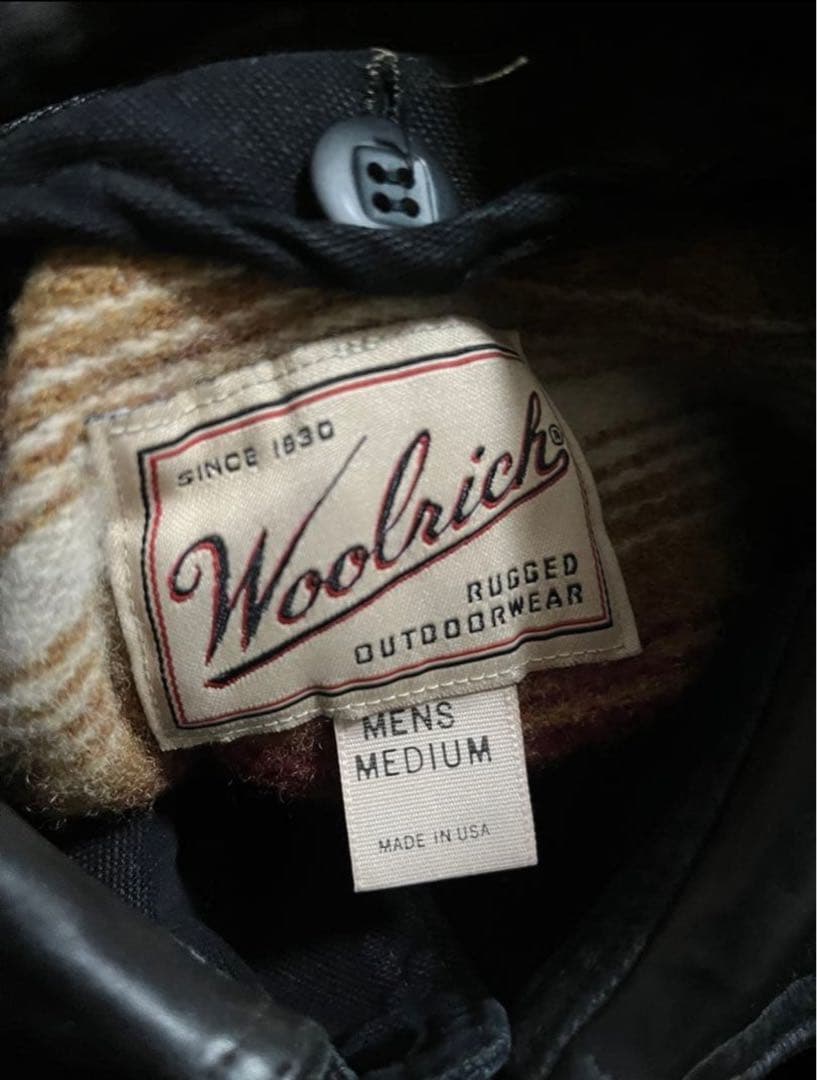 SINCE 1830
Woolrich®
RUGGED
OUTDOORWEAR
MENS
MEDIUM
MADE IN USA